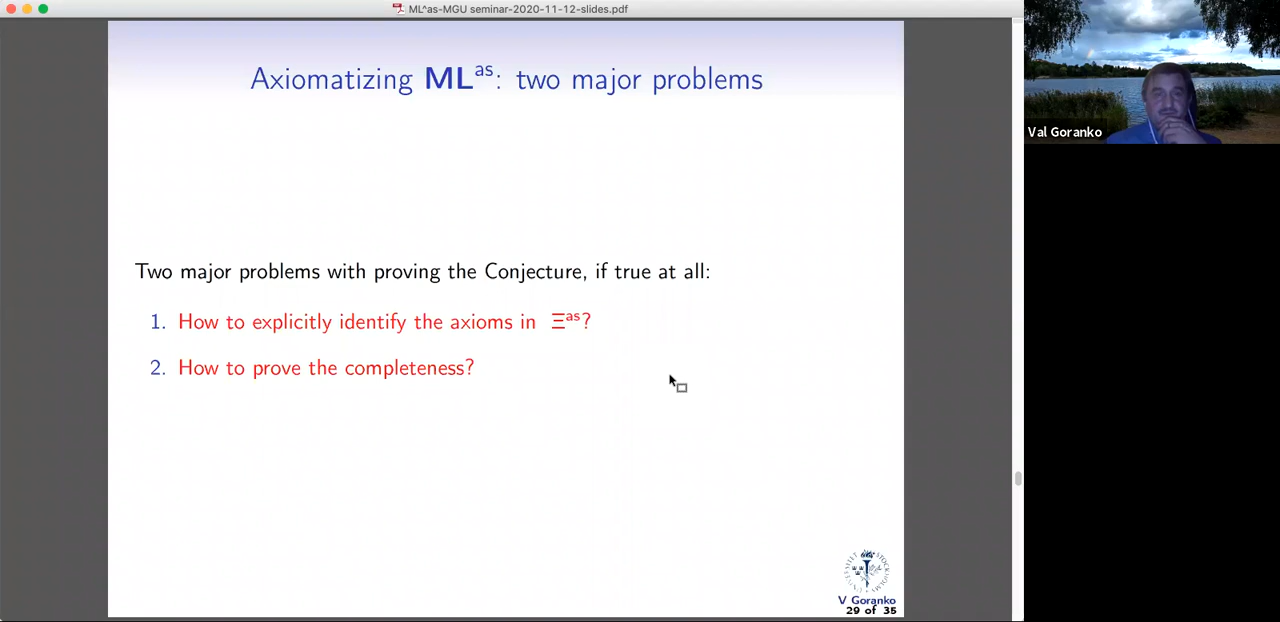 ML^as-MGU seminar-2020-11-12-slides.pdf
Axiomatizing ML^as: two major problems
Val Goranko
Two major problems with proving the Conjecture, if true at all:
1. How to explicitly identify the axioms in Ξ^as?
2. How to prove the completeness?
V Goranko
29 of 35